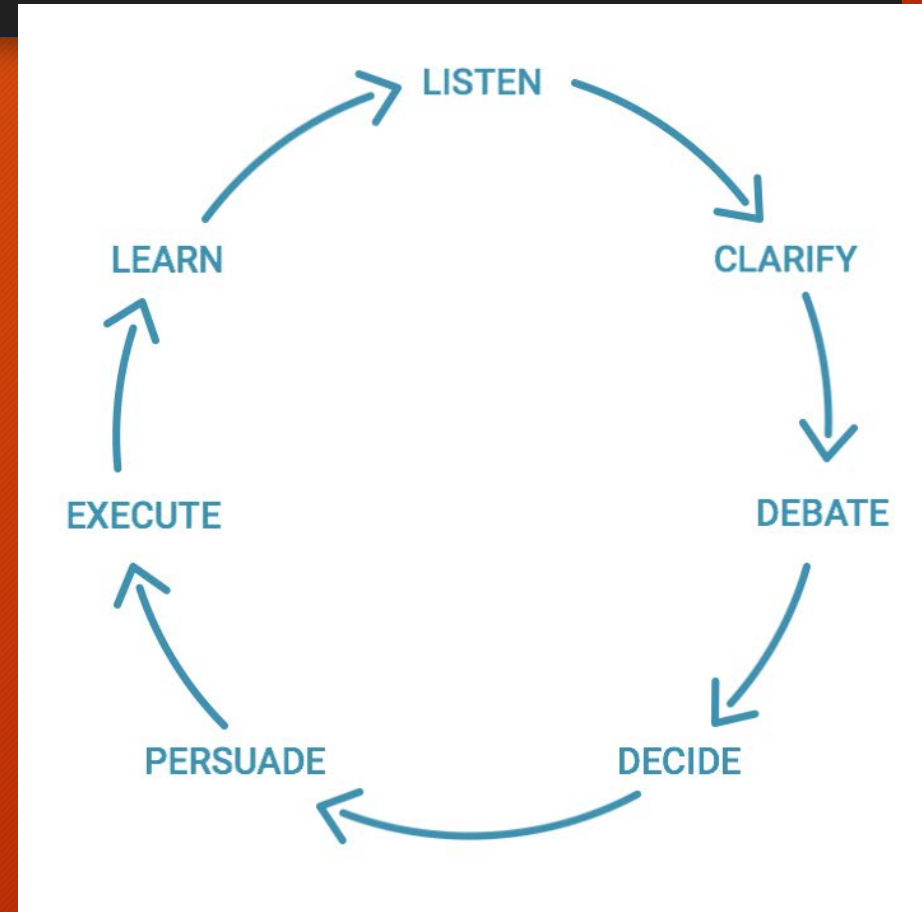 LISTEN
CLARIFY
DEBATE
DECIDE
PERSUADE
EXECUTE
LEARN